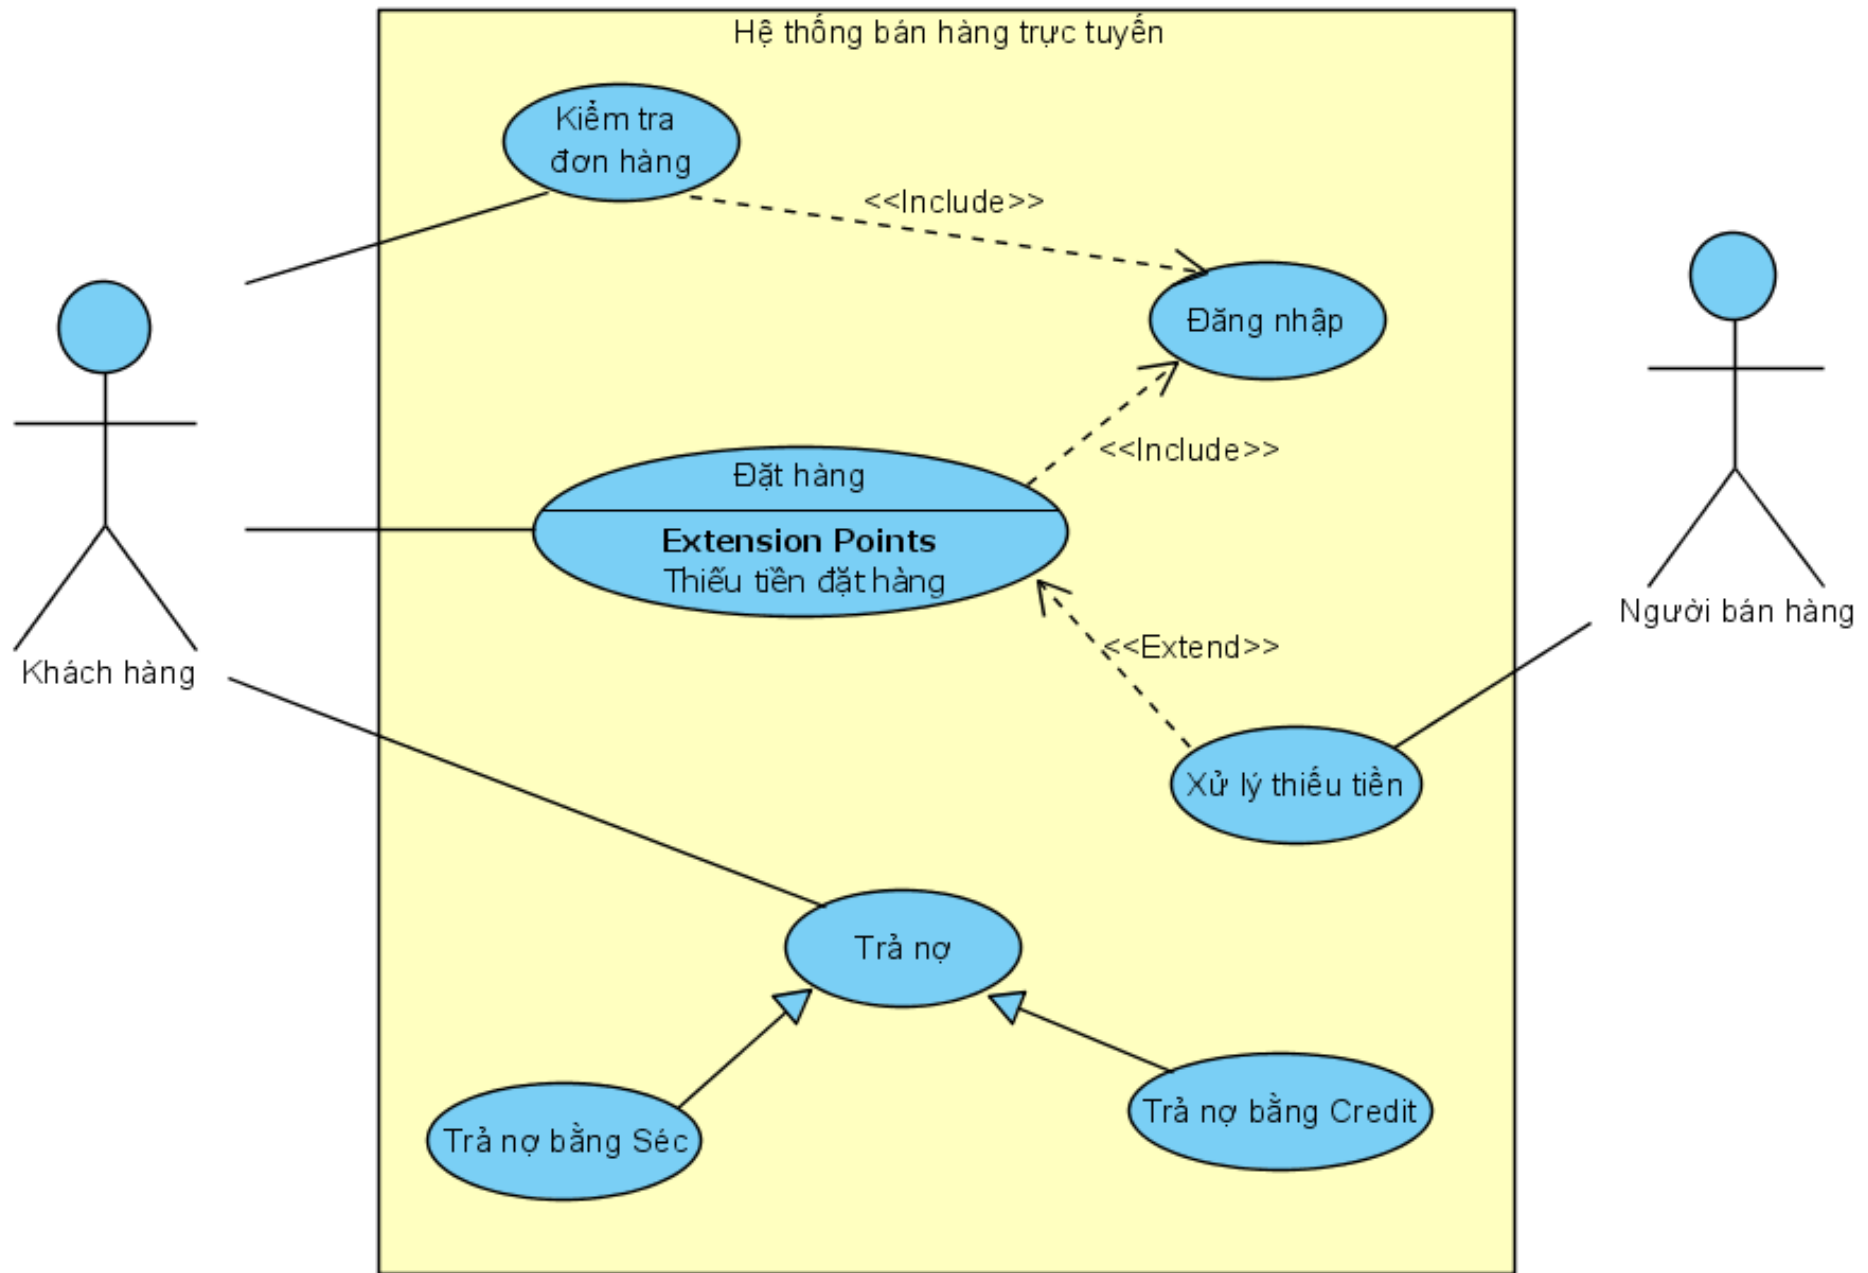 Hệ thống bán hàng trực tuyến
Kiểm tra
đơn hàng
<<Include>>
Đăng nhập
<<Include>>
Đặt hàng
Extension Points
Thiếu tiền đặt hàng
Người bán hàng
<<Extend>>
Khách hàng
Xử lý thiếu tiền
Trả nợ
Trả nợ bằng Credit
Trả nợ bằng Séc